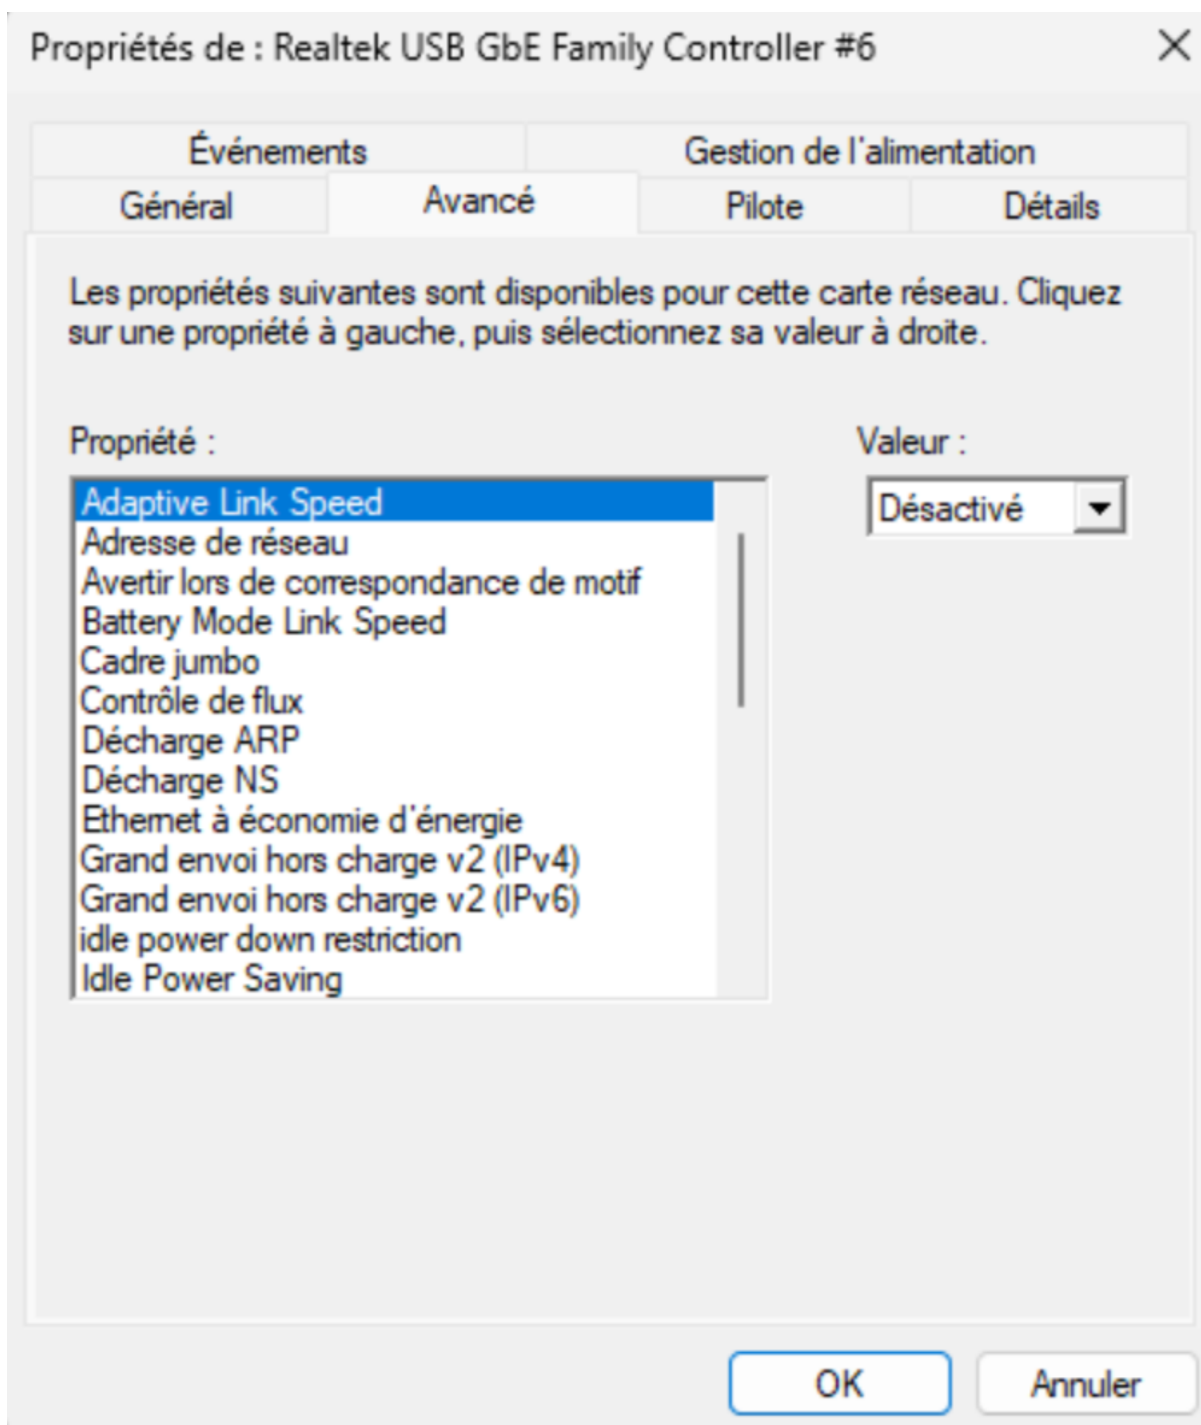 Propriétés de : Realtek USB GbE Family Controller #6
Événements
Gestion de l'alimentation
Général
Avancé
Pilote
Détails
Les propriétés suivantes sont disponibles pour cette carte réseau. Cliquez
sur une propriété à gauche, puis sélectionnez sa valeur à droite.
Propriété :
Valeur :
Adaptive Link Speed
Désactivé
Adresse de réseau
Avertir lors de correspondance de motif
Battery Mode Link Speed
Cadre jumbo
Contrôle de flux
Décharge ARP
Décharge NS
Ethernet à économie d'énergie
Grand envoi hors charge v2 (IPv4)
Grand envoi hors charge v2 (IPv6)
idle power down restriction
Idle Power Saving
OK
Annuler